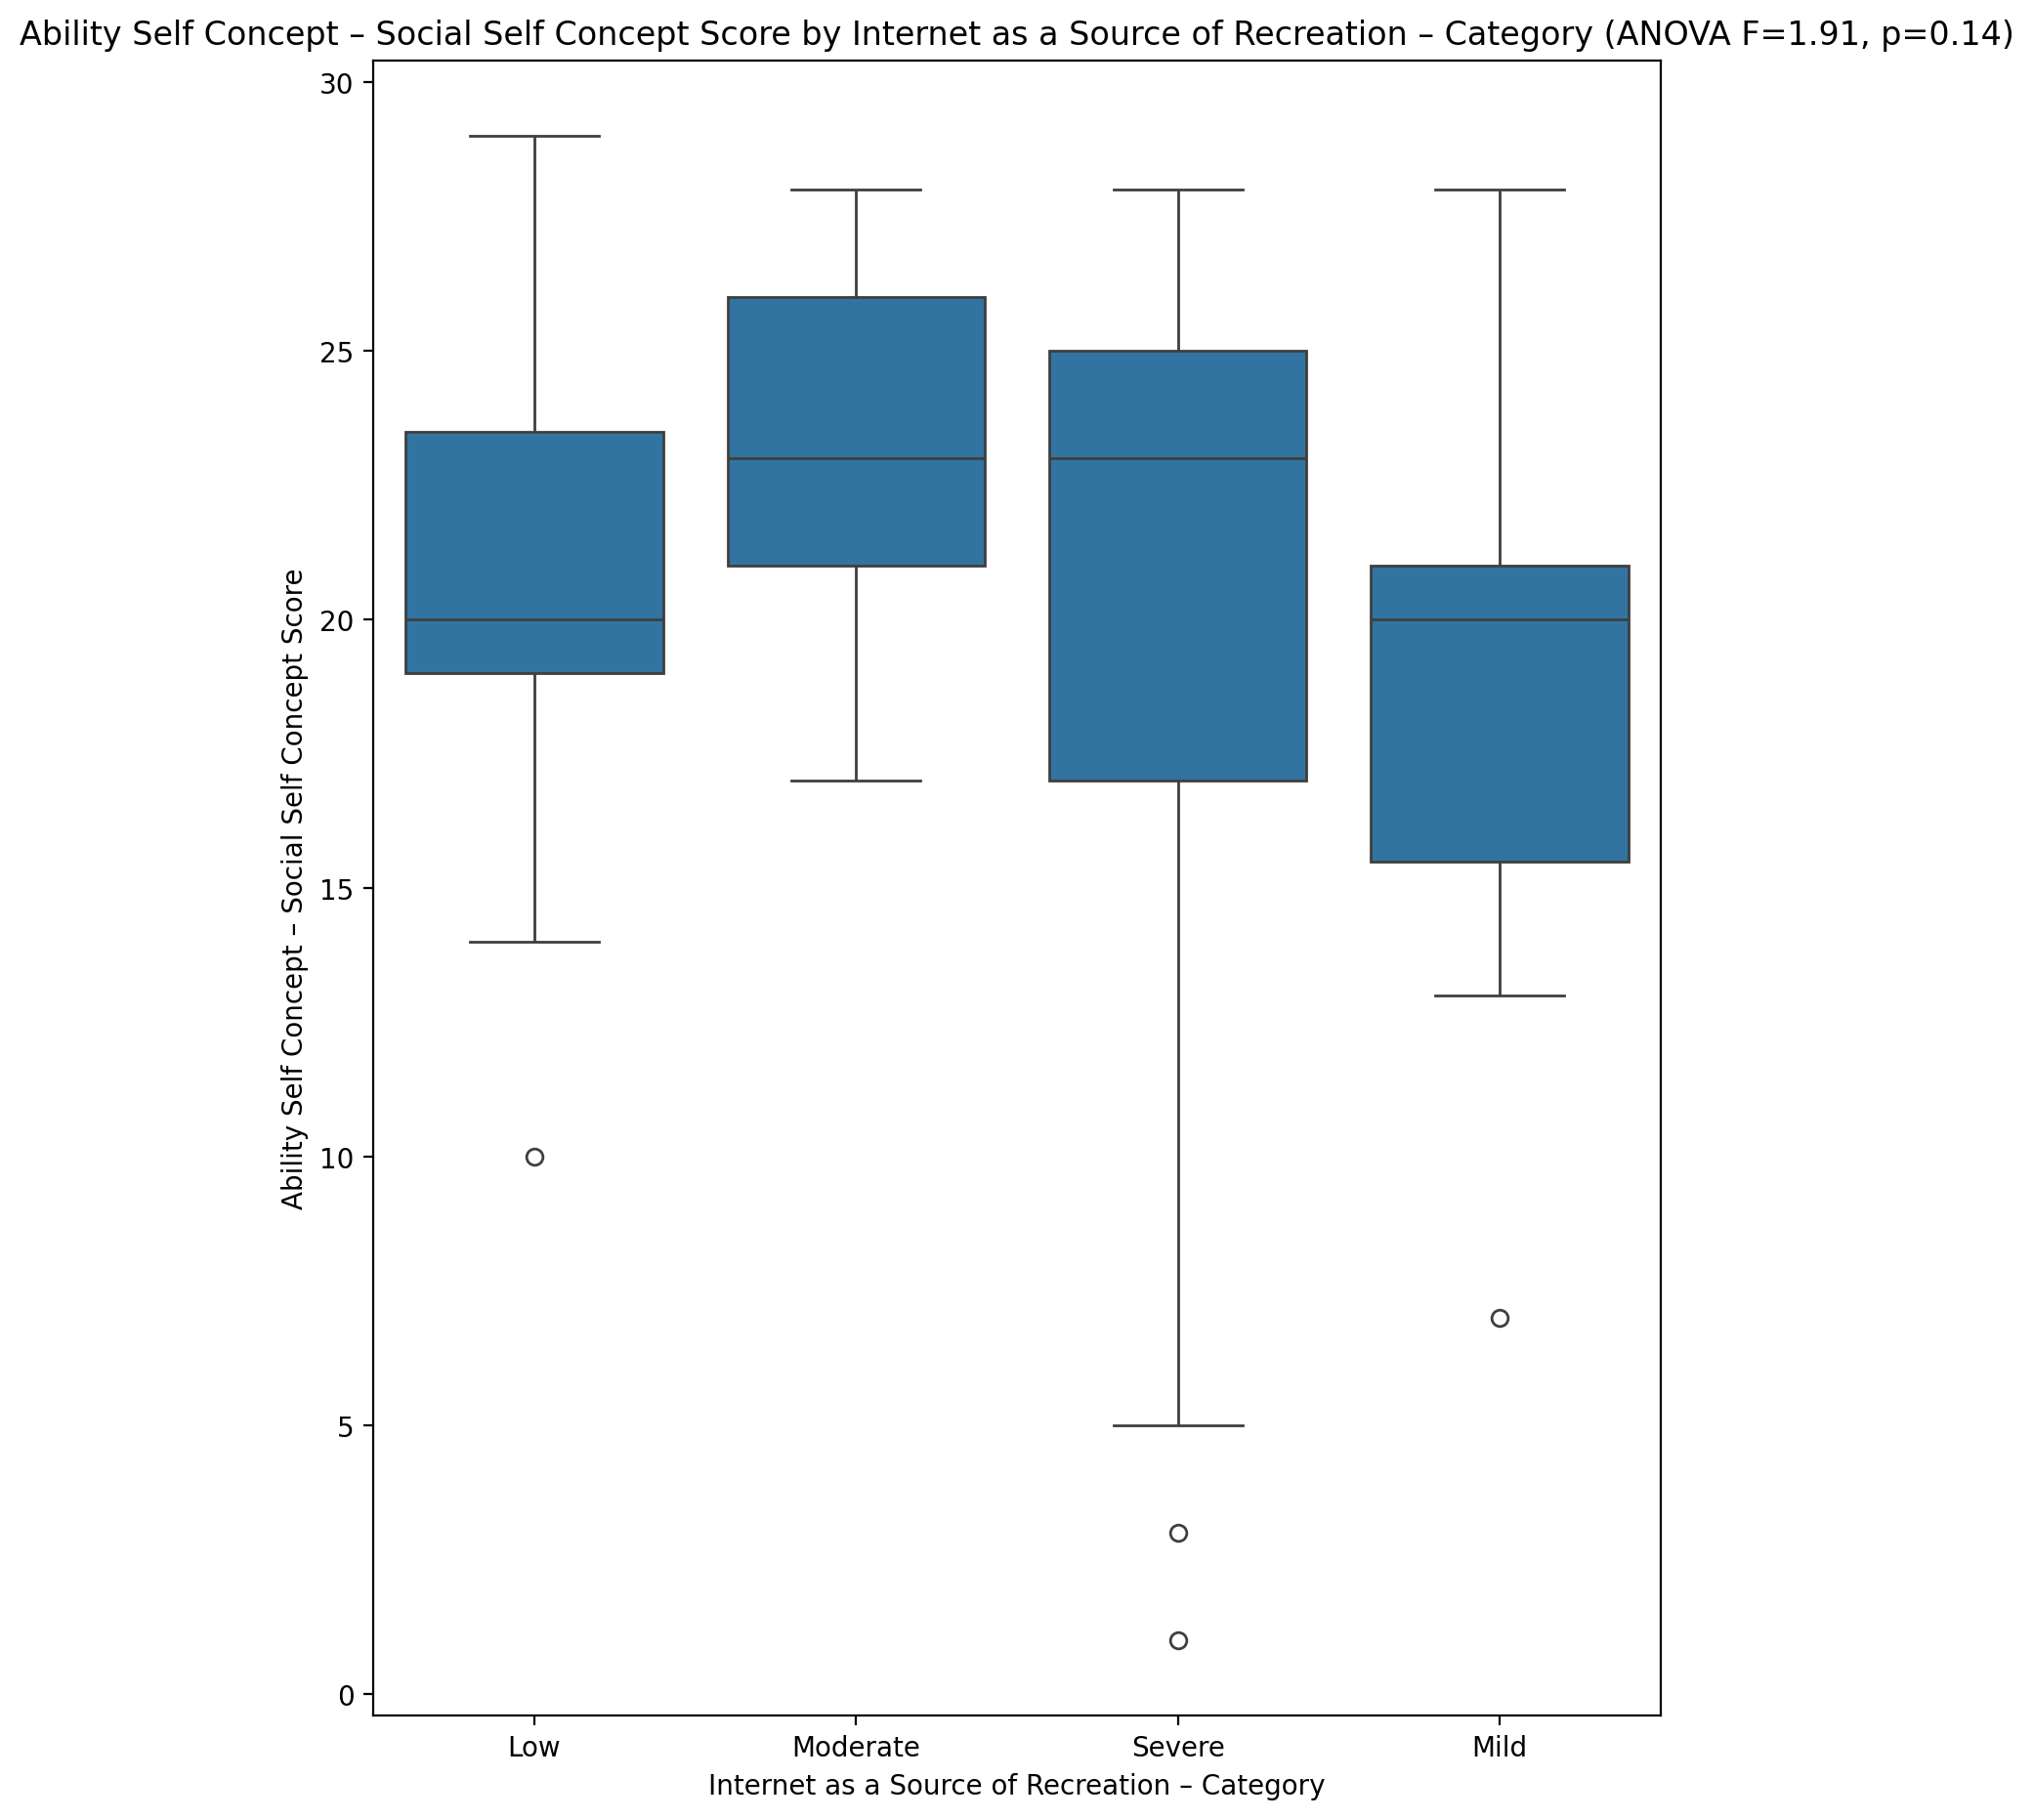 Ability Self Concept – Social Self Concept Score by Internet as a Source of Recreation – Category (ANOVA F=1.91, p=0.14)
Ability Self Concept – Social Self Concept Score
30
25
20
15
10
5
0
Low
Moderate
Severe
Mild
Internet as a Source of Recreation – Category